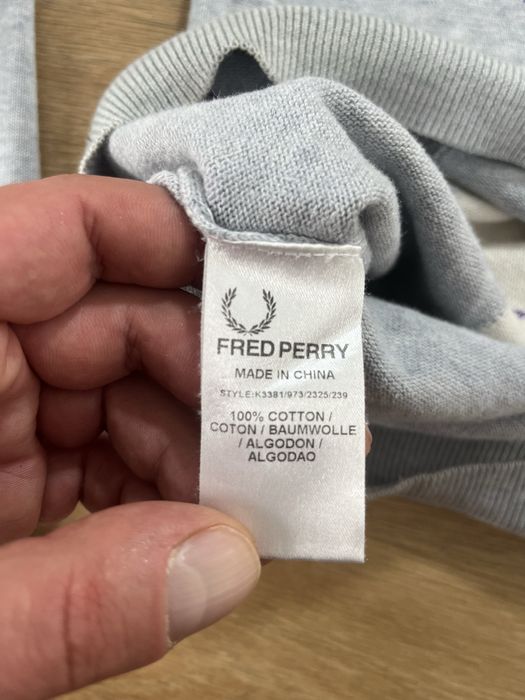 FRED PERRY
MADE IN CHINA
STYLE:K3381/973/2325/239
100% COTTON /
COTON / BAUMWOLLE
/ ALGODON /
ALGODAO